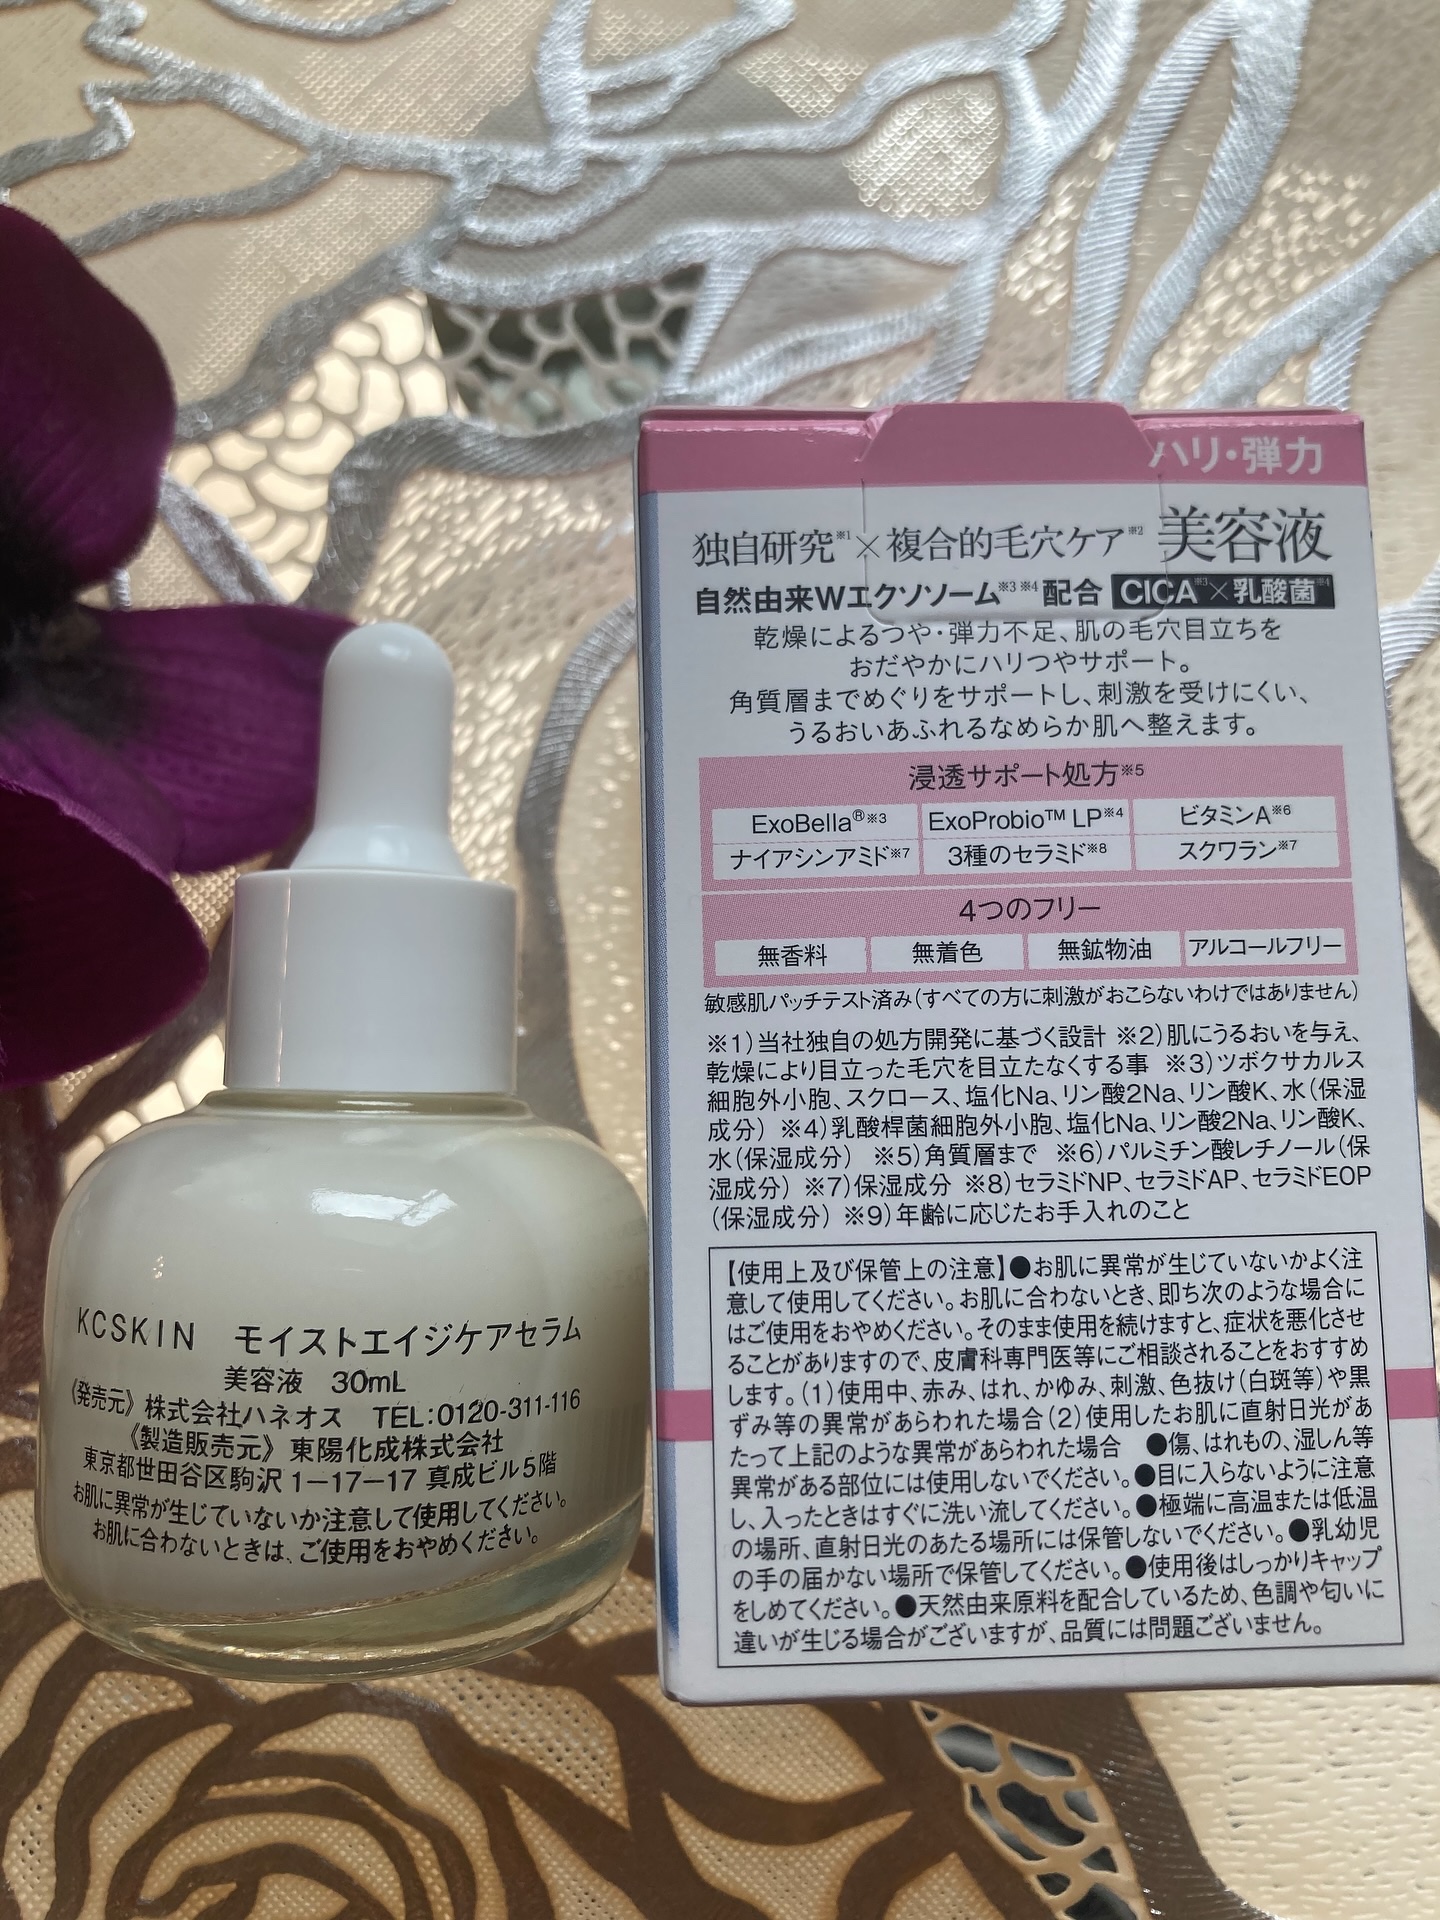 KCSKIN モイストエイジケアセラム
美容液 30mL
《発売元》株式会社ハネオス TEL:0120-311-116
《製造販売元》東陽化成株式会社
東京都世田谷区駒沢1-17-17 真成ビル5階
お肌に異常が生じていないか注意して使用してください。
お肌に合わないときは、ご使用をおやめください。
ハリ・弾力
独自研究※1×複合的毛穴ケア※2 美容液
自然由来Wエクソソーム※3 ※4配合 CICA※3×乳酸菌※4
乾燥によるつや・弾力不足、肌の毛穴目立ちを
おだやかにハリつやサポート。
角質層までめぐりをサポートし、刺激を受けにくい、
うるおいあふれるなめらか肌へ整えます。
浸透サポート処方※5
ExoBella®※3 ExoProbio™ LP※4 ビタミンA※6
ナイアシンアミド※7 3種のセラミド※8 スクワラン※7
4つのフリー
無香料 無着色 無鉱物油 アルコールフリー
敏感肌パッチテスト済み(すべての方に刺激がおこらないわけではありません)
※1)当社独自の処方開発に基づく設計 ※2)肌にうるおいを与え、
乾燥により目立った毛穴を目立たなくする事 ※3)ツボクサカルス
細胞外小胞、スクロース、塩化Na、リン酸2Na、リン酸K、水(保湿
成分) ※4)乳酸桿菌細胞外小胞、塩化Na、リン酸2Na、リン酸K、
水(保湿成分) ※5)角質層まで ※6)パルミチン酸レチノール(保
湿成分) ※7)保湿成分 ※8)セラミドNP、セラミドAP、セラミドEOP
(保湿成分) ※9)年齢に応じたお手入れのこと
【使用上及び保管上の注意】●お肌に異常が生じていないかよく注
意して使用してください。お肌に合わないとき、即ち次のような場合に
はご使用をおやめください。そのまま使用を続けますと、症状を悪化させ
ることがありますので、皮膚科専門医等にご相談されることをおすすめ
します。(1)使用中、赤み、はれ、かゆみ、刺激、色抜け(白斑等)や黒
ずみ等の異常があらわれた場合(2)使用したお肌に直射日光があ
たって上記のような異常があらわれた場合 ●傷、はれもの、湿しん等
異常がある部位には使用しないでください。●目に入らないように注意
し、入ったときはすぐに洗い流してください。●極端に高温または低温
の場所、直射日光のあたる場所には保管しないでください。●乳幼児
の手の届かない場所で保管してください。●使用後はしっかりキャップ
をしめてください。●天然由来原料を配合しているため、色調や匂いに
違いが生じる場合がございますが、品質には問題ございません。